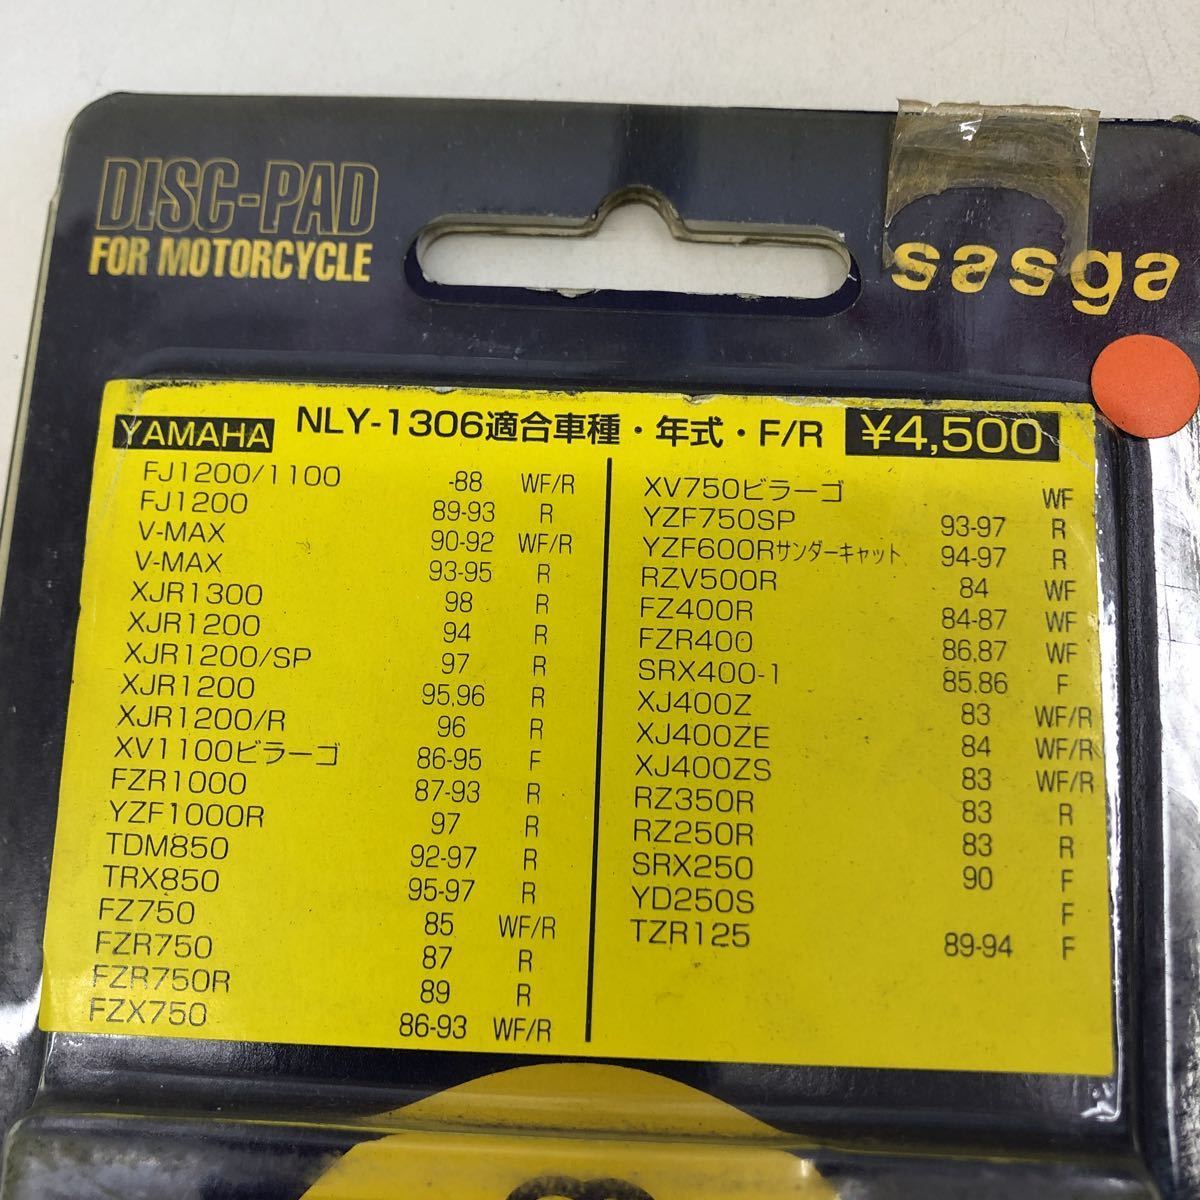 DISC-PAD
FOR MOTORCYCLE
sasga
YAMAHA NLY-1306適合車種・年式・F/R ¥4,500
FJ1200/1100 -88 WF/R
FJ1200 89-93 R
V-MAX 90-92 WF/R
V-MAX 93-95 R
XJR1300 98 R
XJR1200 94 R
XJR1200/SP 97 R
XJR1200 95,96 R
XJR1200/R 96 R
XV1100ビラーゴ 86-95 F
FZR1000 87-93 R
YZF1000R 97 R
TDM850 92-97 R
TRX850 95-97 R
FZ750 85 WF/R
FZR750 87 R
FZR750R 89 R
FZX750 86-93 WF/R
XV750ビラーゴ WF
YZF750SP 93-97 R
YZF600Rサンダーキャット 94-97 R
RZV500R 84 WF
FZ400R 84-87 WF
FZR400 86,87 WF
SRX400-1 85.86 F
XJ400Z 83 WF/R
XJ400ZE 84 WF/R
XJ400ZS 83 WF/R
RZ350R 83 R
RZ250R 83 R
SRX250 90 F
YD250S F
TZR125 89-94 F